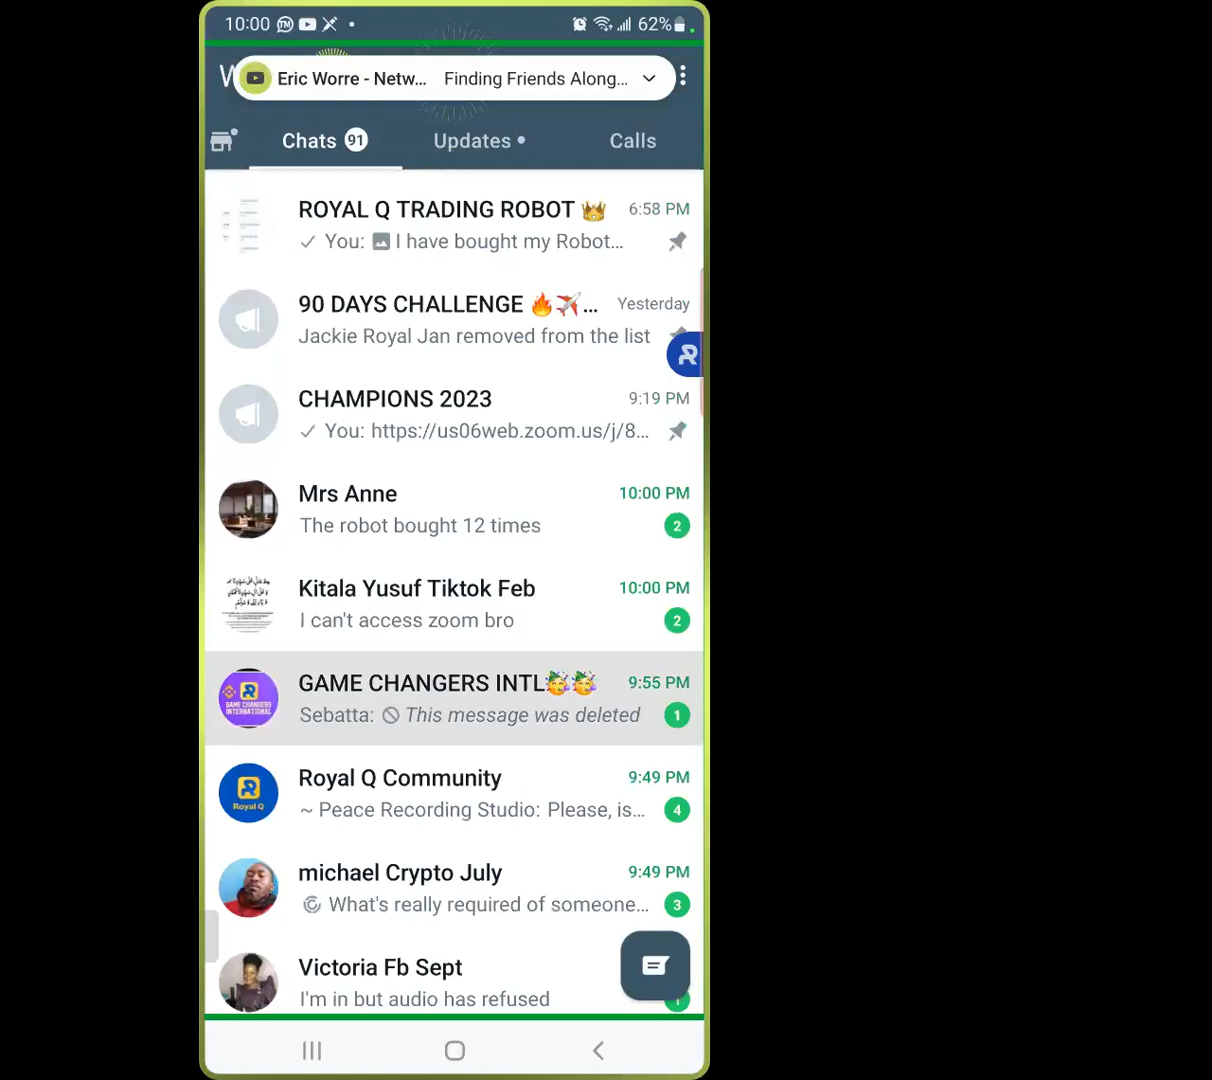 10:00 62%
W Eric Worre - Netw... Finding Friends Along...
Chats 91 Updates Calls
ROYAL Q TRADING ROBOT 👑 6:58 PM
✓ You: I have bought my Robot...
90 DAYS CHALLENGE 🔥✈️... Yesterday
Jackie Royal Jan removed from the list
CHAMPIONS 2023 9:19 PM
✓ You: https://us06web.zoom.us/j/8...
Mrs Anne 10:00 PM
The robot bought 12 times 2
Kitala Yusuf Tiktok Feb 10:00 PM
I can't access zoom bro 2
GAME CHANGERS INTL🥳🥳 9:55 PM
GAME CHANGERS
INTERNATIONAL
Sebatta: 🚫 This message was deleted 1
Royal Q Community 9:49 PM
Royal Q
~ Peace Recording Studio: Please, is... 4
michael Crypto July 9:49 PM
What's really required of someone... 3
Victoria Fb Sept
I'm in but audio has refused 1